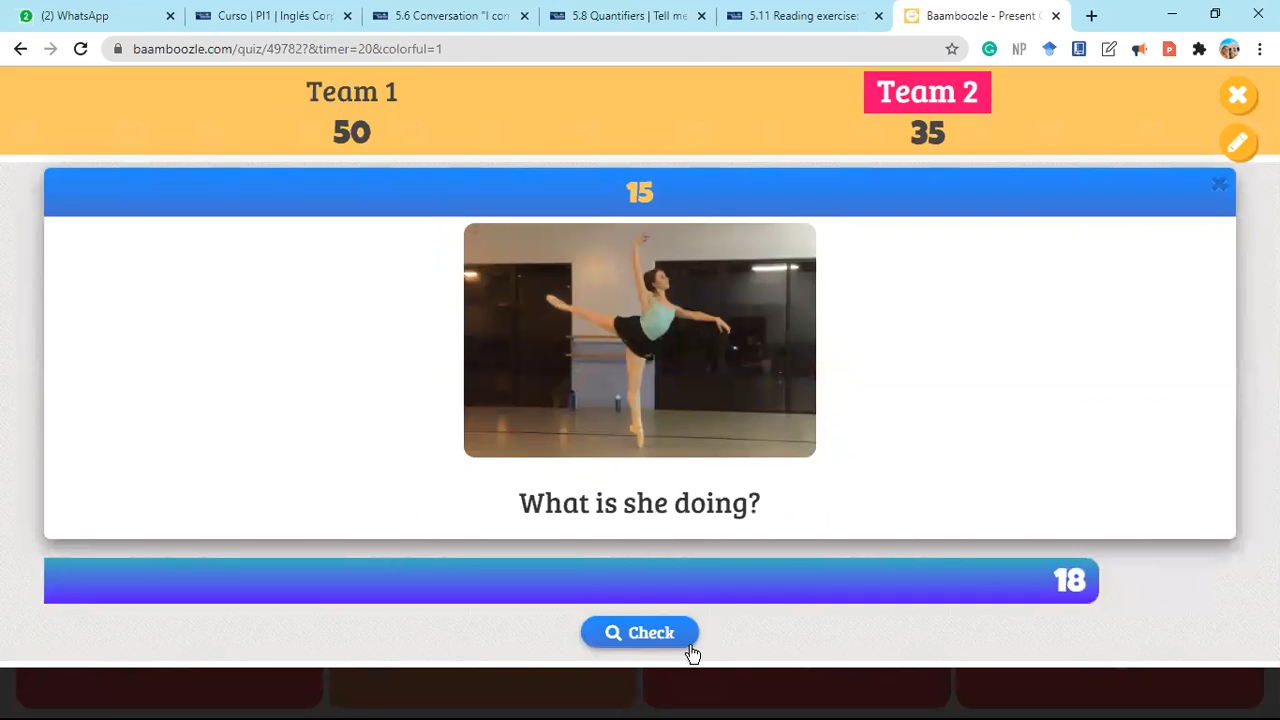 (2) WhatsApp
Curso | PI1 | Inglés Cor
5.6 Conversation "I con
5.8 Quantifiers | Tell me
5.11 Reading exercise:
Baamboozle - Present C
baamboozle.com/quiz/49782?&timer=20&colorful=1
NP
Team 1
50
Team 2
35
15
What is she doing?
18
Check